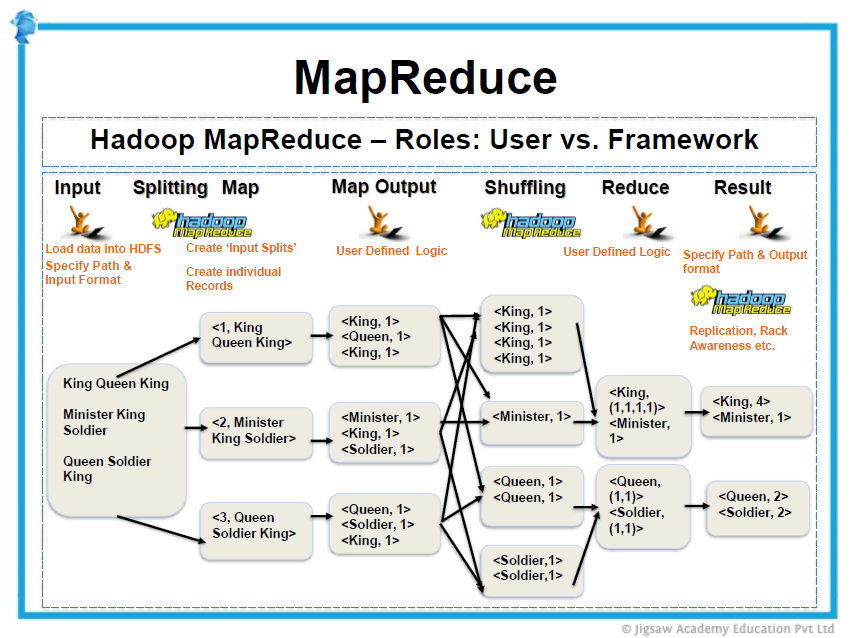 MapReduce
Hadoop MapReduce – Roles: User vs. Framework
Input
Splitting Map
Map Output
Shuffling
Reduce
Result
hadoop
MapReduce
hadoop
MapReduce
Load data into HDFS
Specify Path &
Input Format
Create ‘Input Splits’
Create individual
Records
User Defined Logic
User Defined Logic
Specify Path & Output
format
hadoop
MapReduce
Replication, Rack
Awareness etc.
King Queen King
Minister King
Soldier
Queen Soldier
King
<1, King
Queen King>
<2, Minister
King Soldier>
<3, Queen
Soldier King>
<King, 1>
<Queen, 1>
<King, 1>
<Minister, 1>
<King, 1>
<Soldier, 1>
<Queen, 1>
<Soldier, 1>
<King, 1>
<King, 1>
<King, 1>
<King, 1>
<King, 1>
<Minister, 1>
<Queen, 1>
<Queen, 1>
<Soldier,1>
<Soldier,1>
<King,
(1,1,1,1)>
<Minister,
1>
<Queen,
(1,1)>
<Soldier,
(1,1)>
<King, 4>
<Minister, 1>
<Queen, 2>
<Soldier, 2>
© Jigsaw Academy Education Pvt Ltd